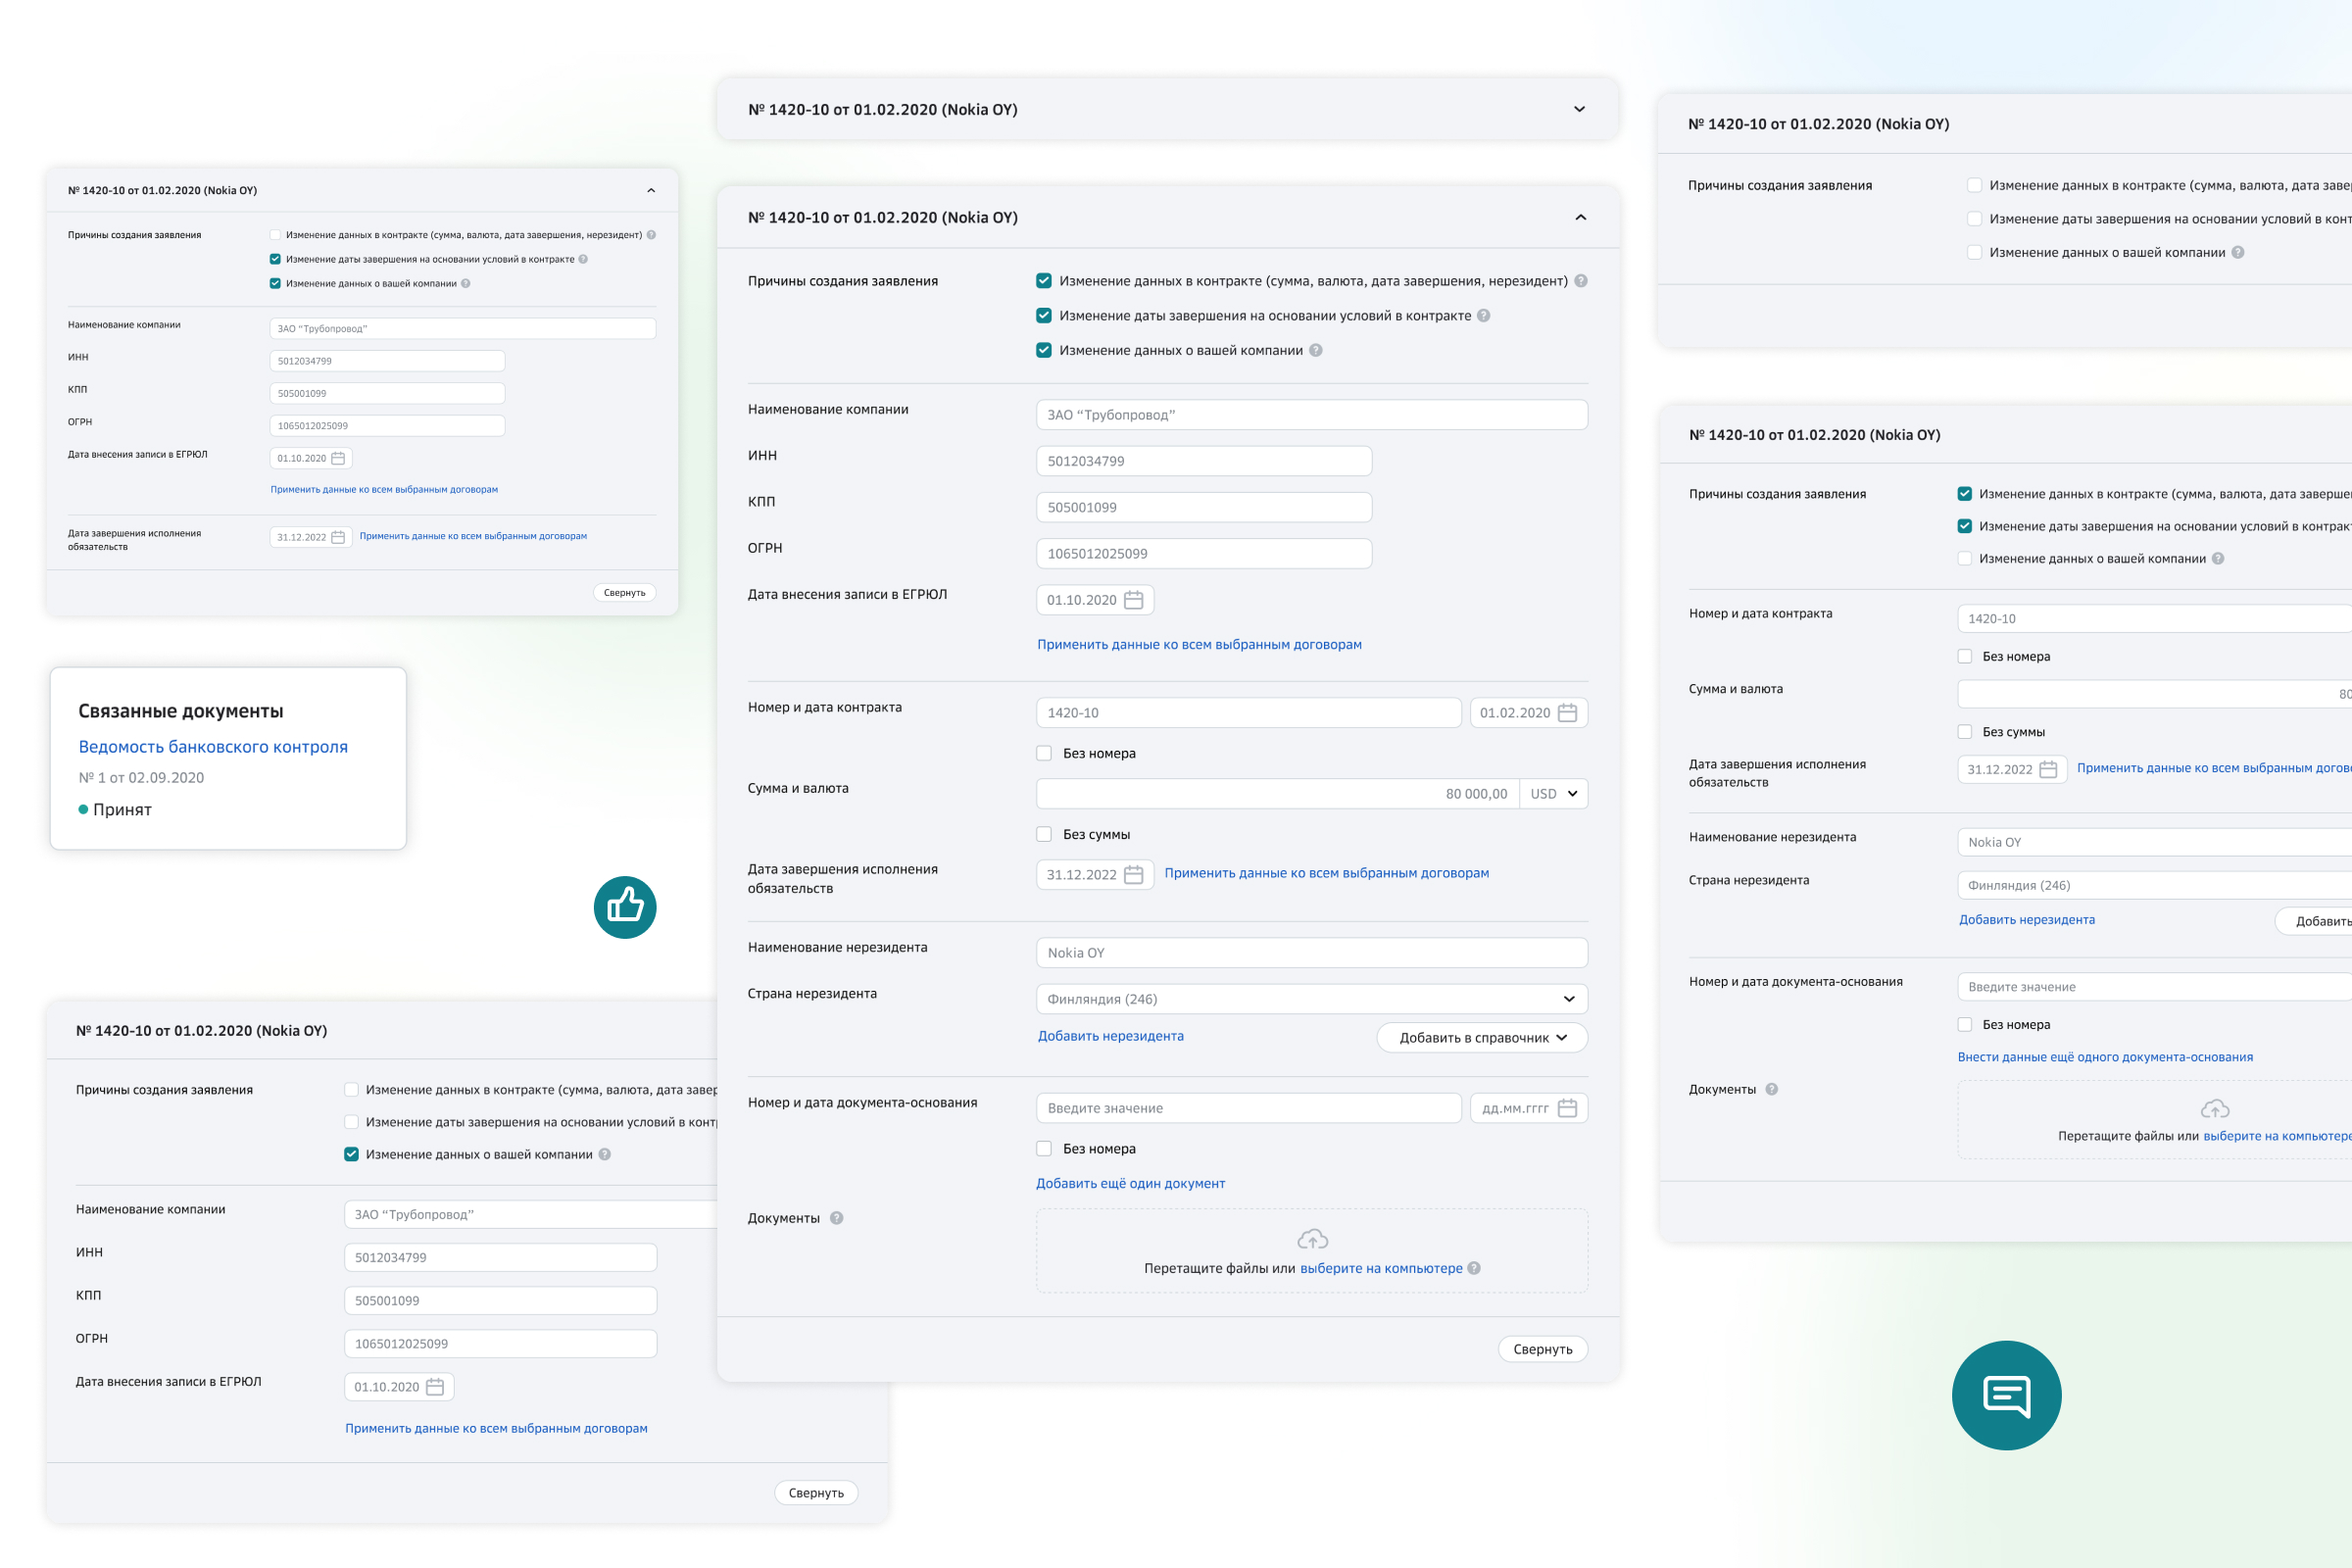 № 1420-10 от 01.02.2020 (Nokia OY)
Причины создания заявления
Изменение данных в контракте (сумма, валюта, дата завершения, нерезидент)
Изменение даты завершения на основании условий в контракте
Изменение данных о вашей компании
Наименование компании
ЗАО “Трубопровод”
ИНН
5012034799
КПП
505001099
ОГРН
1065012025099
Дата внесения записи в ЕГРЮЛ
01.10.2020
Применить данные ко всем выбранным договорам
Дата завершения исполнения
обязательств
31.12.2022 Применить данные ко всем выбранным договорам
Свернуть
Связанные документы
Ведомость банковского контроля
№ 1 от 02.09.2020
Принят
№ 1420-10 от 01.02.2020 (Nokia OY)
Причины создания заявления
Изменение данных в контракте (сумма, валюта, дата
Изменение даты завершения на основании условий в
Изменение данных о вашей компании
Наименование компании
ЗАО “Трубопровод”
ИНН
5012034799
КПП
505001099
ОГРН
1065012025099
Дата внесения записи в ЕГРЮЛ
01.10.2020
Применить данные ко всем выбранным договорам
Свернуть
№ 1420-10 от 01.02.2020 (Nokia OY)
№ 1420-10 от 01.02.2020 (Nokia OY)
Причины создания заявления
Изменение данных в контракте (сумма, валюта, дата завершения, нерезидент)
Изменение даты завершения на основании условий в контракте
Изменение данных о вашей компании
Наименование компании
ЗАО “Трубопровод”
ИНН
5012034799
КПП
505001099
ОГРН
1065012025099
Дата внесения записи в ЕГРЮЛ
01.10.2020
Применить данные ко всем выбранным договорам
Номер и дата контракта
1420-10 01.02.2020
Без номера
Сумма и валюта
80 000,00 USD
Без суммы
Дата завершения исполнения
обязательств
31.12.2022 Применить данные ко всем выбранным договорам
Наименование нерезидента
Nokia OY
Страна нерезидента
Финляндия (246)
Добавить нерезидента Добавить в справочник
Номер и дата документа-основания
Введите значение дд.мм.гггг
Без номера
Добавить ещё один документ
Документы
Перетащите файлы или выберите на компьютере
Свернуть
№ 1420-10 от 01.02.2020 (Nokia OY)
Причины создания заявления
Изменение данных в контракте (сумма, валюта, дата
Изменение даты завершения на основании условий в
Изменение данных о вашей компании
№ 1420-10 от 01.02.2020 (Nokia OY)
Причины создания заявления
Изменение данных в контракте (сумма, валюта, дата
Изменение даты завершения на основании условий в
Изменение данных о вашей компании
Номер и дата контракта
1420-10
Без номера
Сумма и валюта
80
Без суммы
Дата завершения исполнения
обязательств
31.12.2022 Применить данные ко всем выбранным
Наименование нерезидента
Nokia OY
Страна нерезидента
Финляндия (246)
Добавить нерезидента Добавить
Номер и дата документа-основания
Введите значение
Без номера
Внести данные ещё одного документа-основания
Документы
Перетащите файлы или выберите на компьютере